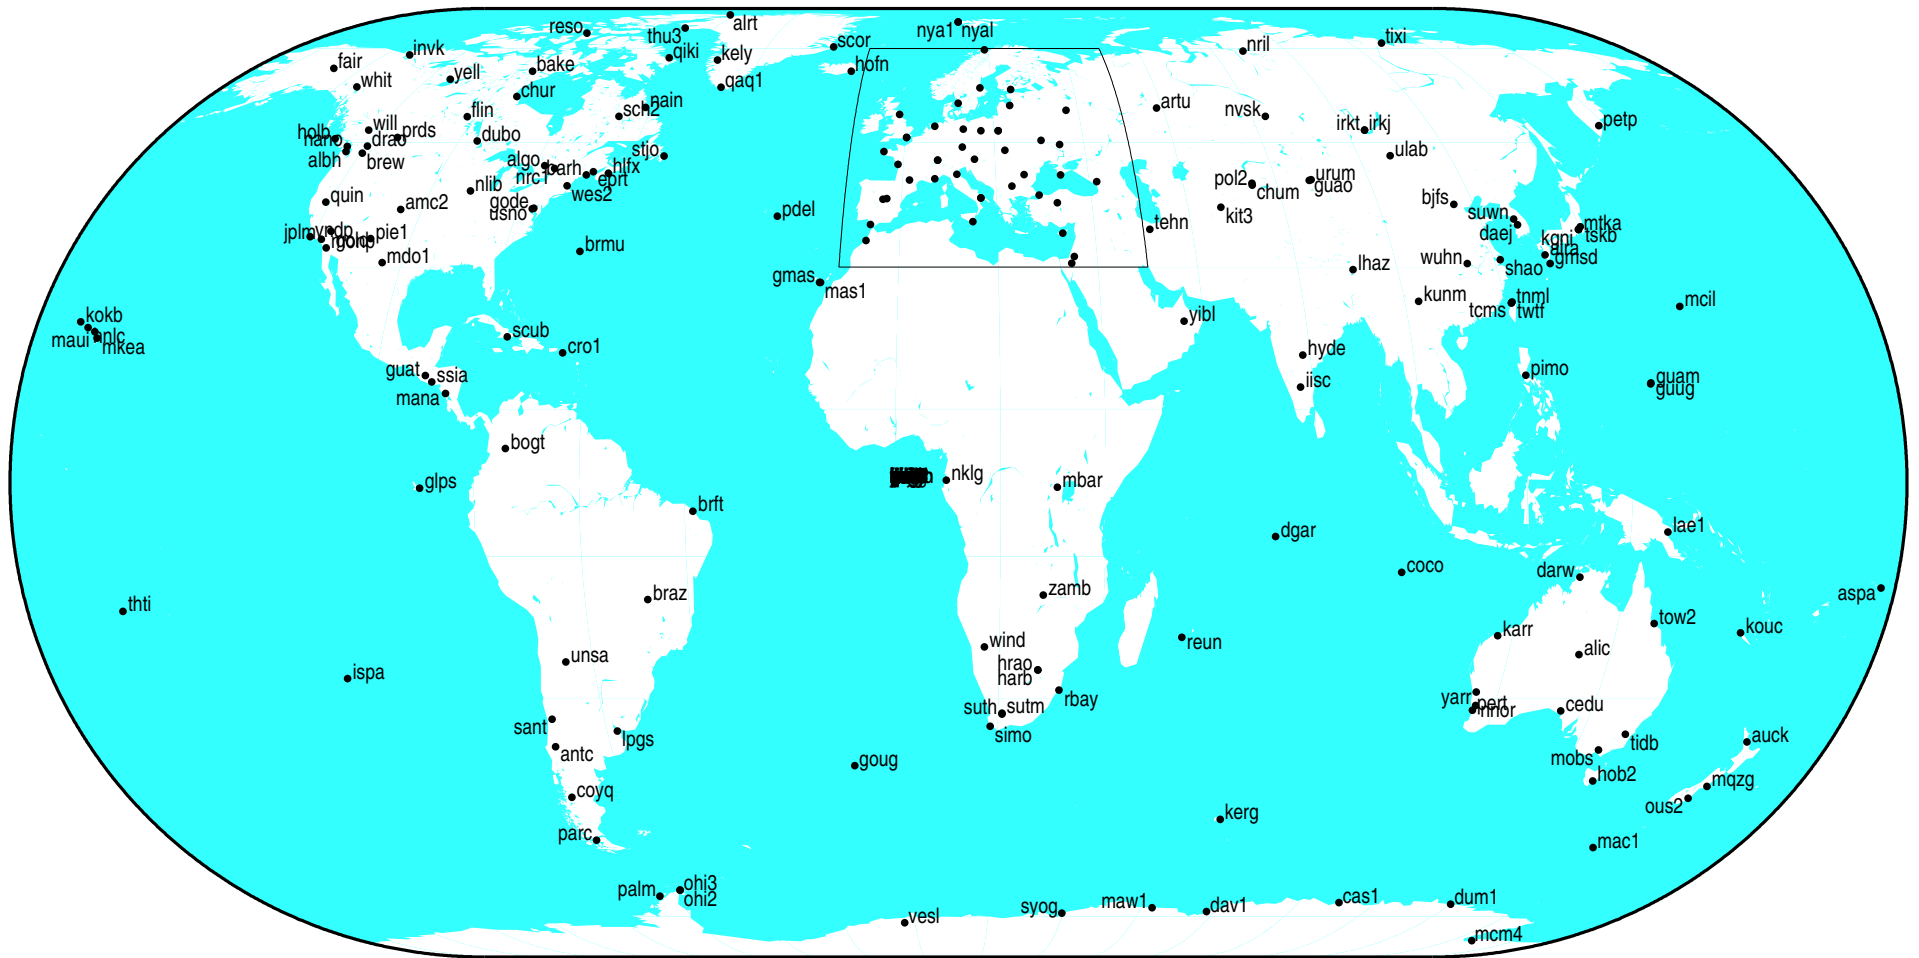 alrt
reso
thu3
nya1 nyal
scor
nril
tixi
invk
qiki
kely
hofn
fair
whit
yell
bake
qaq1
chur
nain
sch2
artu
nvsk
petp
flin
will
prds
holb
drao
dubo
irkt
irkj
albh
brew
stjo
ulab
algo
barh
hlfx
nrc1
eprt
nlib
wes2
pol2
chum
urum
guao
quin
amc2
gode
usno
pdel
kit3
bjfs
suwn
daej
mtka
tskb
tehn
jplm
pie1
brmu
kgni
mdo1
gmas
mas1
lhaz
wuhn
shao
gmsd
kunm
tnml
tcms
twtf
mcil
kokb
maui
mkea
scub
cro1
yibl
hyde
iisc
guat
ssia
mana
pimo
guam
guug
bogt
glps
nklg
mbar
brft
dgar
lae1
coco
darw
aspa
thti
braz
zamb
tow2
kouc
karr
wind
reun
alic
unsa
ispa
hrao
harb
rbay
yarr
pert
cedu
suth
sutm
simo
sant
lpgs
antc
tidb
mobs
auck
goug
hob2
mqzg
ous2
coyq
kerg
parc
mac1
palm
ohi3
ohi2
vesl
syog
maw1
dav1
cas1
dum1
mcm4